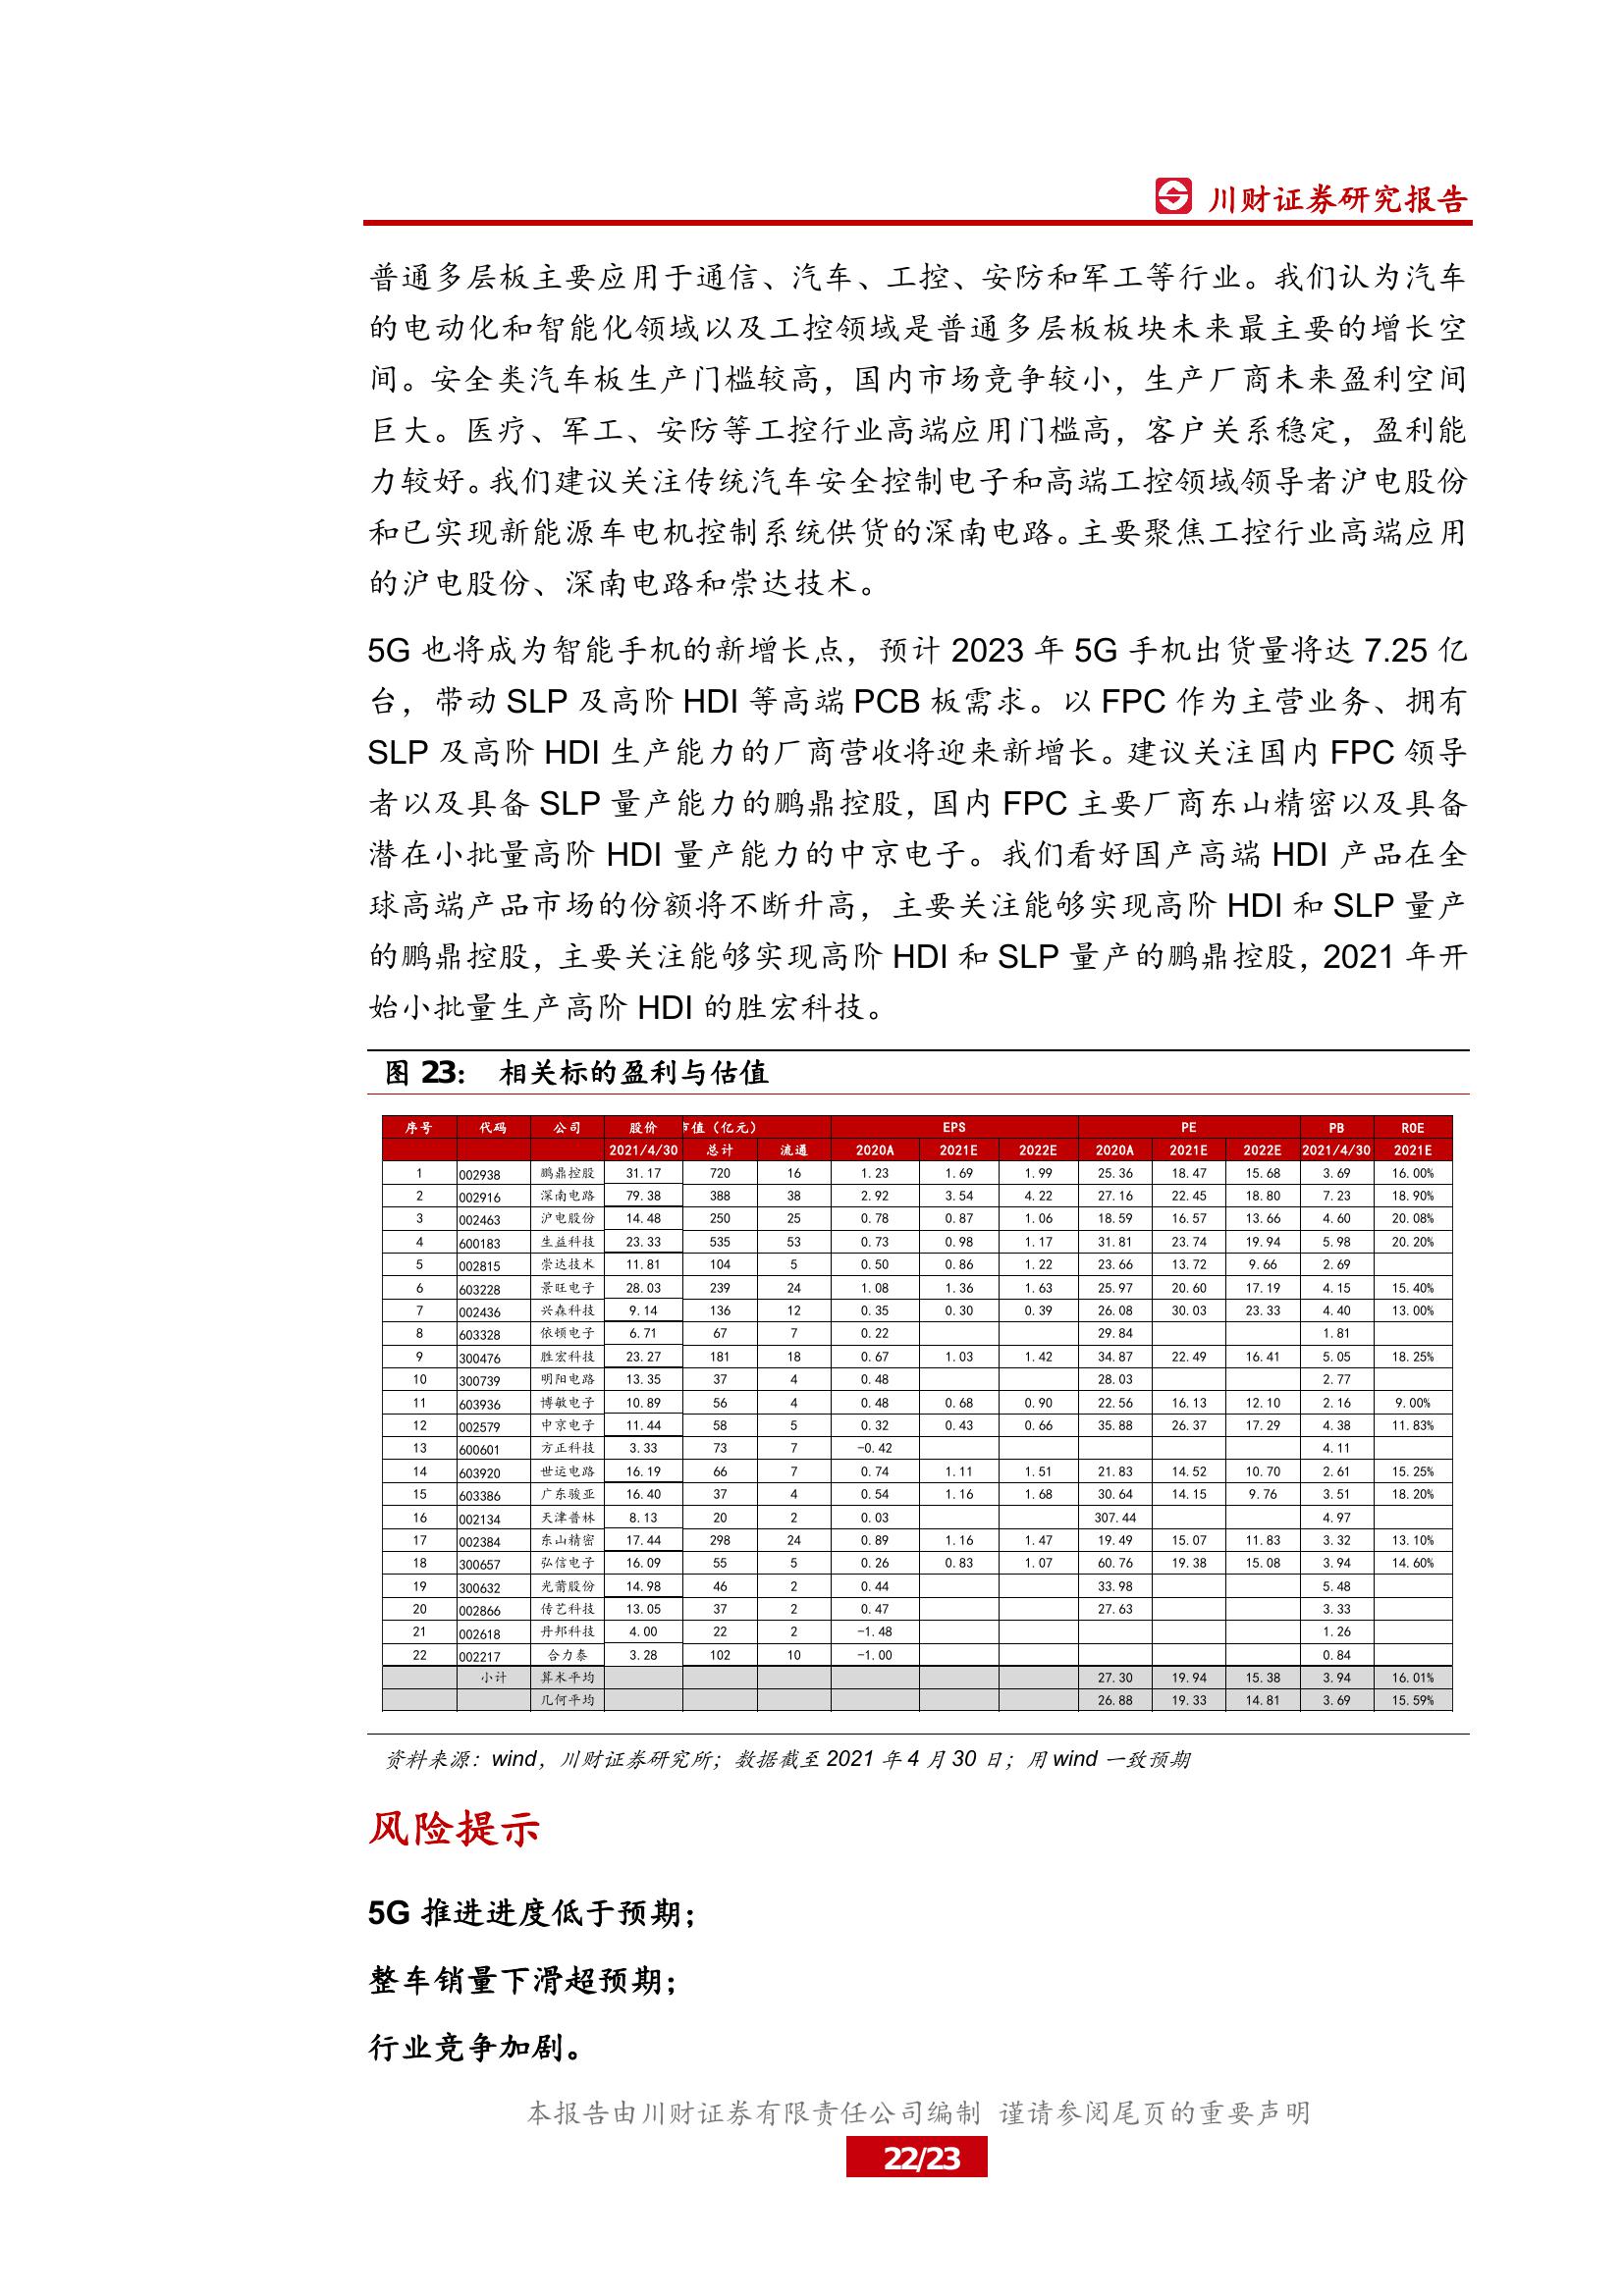 川财证券研究报告
普通多层板主要应用于通信、汽车、工控、安防和军工等行业。我们认为汽车
的电动化和智能化领域以及工控领域是普通多层板板块未来最主要的增长空
间。安全类汽车板生产门槛较高，国内市场竞争较小，生产厂商未来盈利空间
巨大。医疗、军工、安防等工控行业高端应用门槛高，客户关系稳定，盈利能
力较好。我们建议关注传统汽车安全控制电子和高端工控领域领导者沪电股份
和已实现新能源车电机控制系统供货的深南电路。主要聚焦工控行业高端应用
的沪电股份、深南电路和崇达技术。
5G 也将成为智能手机的新增长点，预计 2023 年 5G 手机出货量将达 7.25 亿
台，带动 SLP 及高阶 HDI 等高端 PCB 板需求。以 FPC 作为主营业务、拥有
SLP 及高阶 HDI 生产能力的厂商营收将迎来新增长。建议关注国内 FPC 领导
者以及具备 SLP 量产能力的鹏鼎控股，国内 FPC 主要厂商东山精密以及具备
潜在小批量高阶 HDI 量产能力的中京电子。我们看好国产高端 HDI 产品在全
球高端产品市场的份额将不断升高，主要关注能够实现高阶 HDI 和 SLP 量产
的鹏鼎控股，主要关注能够实现高阶 HDI 和 SLP 量产的鹏鼎控股，2021 年开
始小批量生产高阶 HDI 的胜宏科技。
图 23： 相关标的盈利与估值
序号 代码 公司 股价 市值（亿元） EPS PE PB ROE
2021/4/30 总计 流通 2020A 2021E 2022E 2020A 2021E 2022E 2021/4/30 2021E
1 002938 鹏鼎控股 31.17 720 16 1.23 1.69 1.99 25.36 18.47 15.68 3.69 16.00%
2 002916 深南电路 79.38 388 38 2.92 3.54 4.22 27.16 22.45 18.80 7.23 18.90%
3 002463 沪电股份 14.48 250 25 0.78 0.87 1.06 18.59 16.57 13.66 4.60 20.08%
4 600183 生益科技 23.33 535 53 0.73 0.98 1.17 31.81 23.74 19.94 5.98 20.20%
5 002815 崇达技术 11.81 104 5 0.50 0.86 1.22 23.66 13.72 9.66 2.69
6 603228 景旺电子 28.03 239 24 1.08 1.36 1.63 25.97 20.60 17.19 4.15 15.40%
7 002436 兴森科技 9.14 136 12 0.35 0.30 0.39 26.08 30.03 23.33 4.40 13.00%
8 603328 依顿电子 6.71 67 7 0.22 29.84 1.81
9 300476 胜宏科技 23.27 181 18 0.67 1.03 1.42 34.87 22.49 16.41 5.05 18.25%
10 300739 明阳电路 13.35 37 4 0.48 28.03 2.77
11 603936 博敏电子 10.89 56 4 0.48 0.68 0.90 22.56 16.13 12.10 2.16 9.00%
12 002579 中京电子 11.44 58 5 0.32 0.43 0.66 35.88 26.37 17.29 4.38 11.83%
13 600601 方正科技 3.33 73 7 -0.42 4.11
14 603920 世运电路 16.19 66 7 0.74 1.11 1.51 21.83 14.52 10.70 2.61 15.25%
15 603386 广东骏亚 16.40 37 4 0.54 1.16 1.68 30.64 14.15 9.76 3.51 18.20%
16 002134 天津普林 8.13 20 2 0.03 307.44 4.97
17 002384 东山精密 17.44 298 24 0.89 1.16 1.47 19.49 15.07 11.83 3.32 13.10%
18 300657 弘信电子 16.09 55 5 0.26 0.83 1.07 60.76 19.38 15.08 3.94 14.60%
19 300632 光莆股份 14.98 46 2 0.44 33.98 5.48
20 002866 传艺科技 13.05 37 2 0.47 27.63 3.33
21 002618 丹邦科技 4.00 22 2 -1.48 1.26
22 002217 合力泰 3.28 102 10 -1.00 0.84
小计 算术平均 27.30 19.94 15.38 3.94 16.01%
几何平均 26.88 19.33 14.81 3.69 15.59%
资料来源：wind，川财证券研究所；数据截至 2021 年 4 月 30 日；用 wind 一致预期
风险提示
5G 推进进度低于预期；
整车销量下滑超预期；
行业竞争加剧。
本报告由川财证券有限责任公司编制 谨请参阅尾页的重要声明
22/23